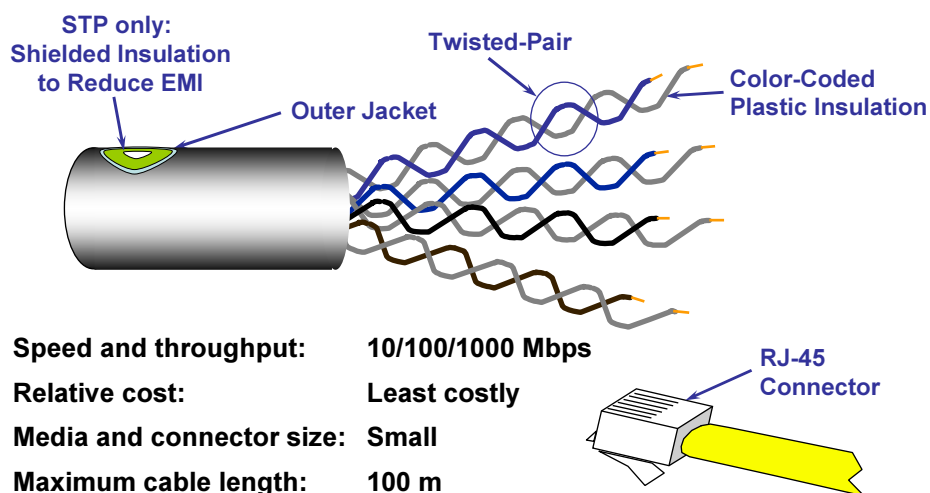 STP only:
Shielded Insulation
to Reduce EMI
Twisted-Pair
Color-Coded
Plastic Insulation
Outer Jacket
Speed and throughput: 10/100/1000 Mbps
Relative cost: Least costly
Media and connector size: Small
Maximum cable length: 100 m
RJ-45
Connector